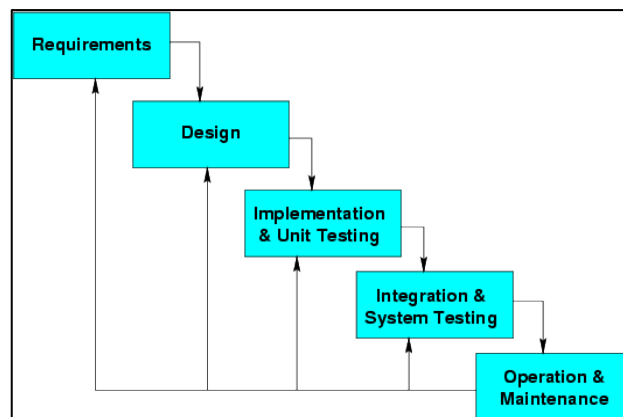 Requirements
Design
Implementation
& Unit Testing
Integration &
System Testing
Operation &
Maintenance